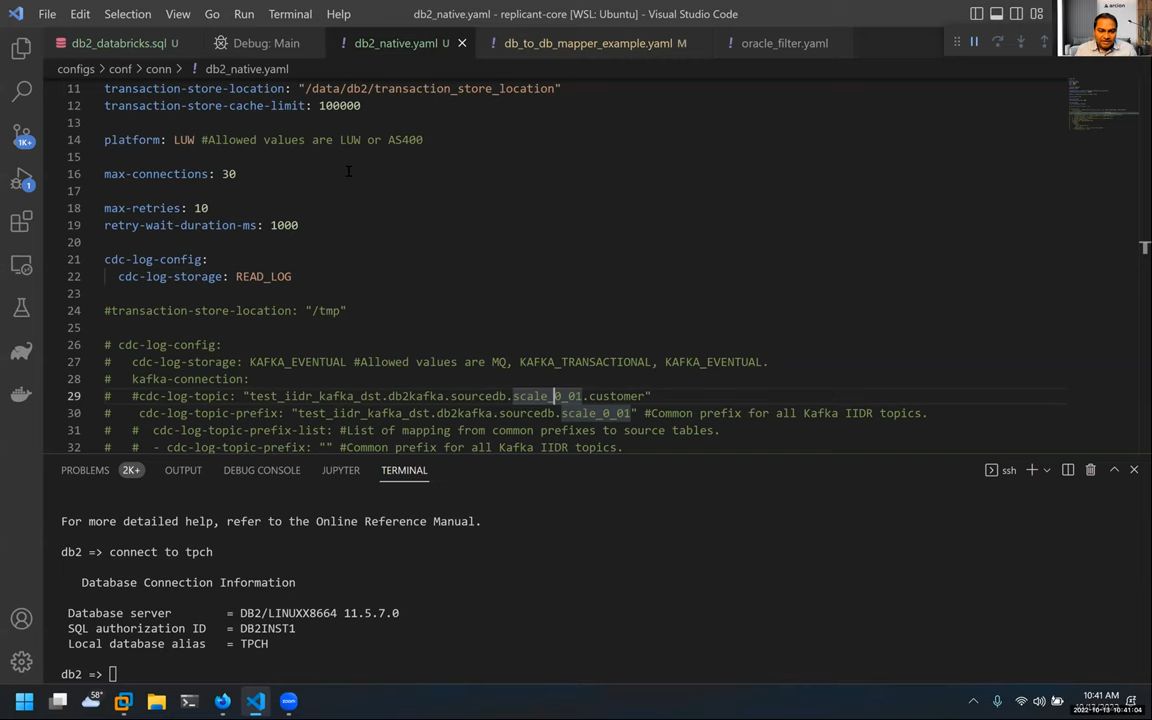 File Edit Selection View Go Run Terminal Help db2_native.yaml - replicant-core [WSL: Ubuntu] - Visual Studio Code
arcion
db2_databricks.sql U Debug: Main db2_native.yaml U db_to_db_mapper_example.yaml M oracle_filter.yaml
configs > conf > conn > ! db2_native.yaml
11 transaction-store-location: "/data/db2/transaction_store_location"
12 transaction-store-cache-limit: 100000
13
14 platform: LUW #Allowed values are LUW or AS400
15
16 max-connections: 30
17
18 max-retries: 10
19 retry-wait-duration-ms: 1000
20
21 cdc-log-config:
22 cdc-log-storage: READ_LOG
23
24 #transaction-store-location: "/tmp"
25
26 # cdc-log-config:
27 # cdc-log-storage: KAFKA_EVENTUAL #Allowed values are MQ, KAFKA_TRANSACTIONAL, KAFKA_EVENTUAL.
28 # kafka-connection:
29 # #cdc-log-topic: "test_iidr_kafka_dst.db2kafka.sourcedb.scale_0_01.customer"
30 # cdc-log-topic-prefix: "test_iidr_kafka_dst.db2kafka.sourcedb.scale_0_01" #Common prefix for all Kafka IIDR topics.
31 # # cdc-log-topic-prefix-list: #List of mapping from common prefixes to source tables.
32 # # - cdc-log-topic-prefix: "" #Common prefix for all Kafka IIDR topics.
1K+
1
PROBLEMS 2K+ OUTPUT DEBUG CONSOLE JUPYTER TERMINAL ssh
For more detailed help, refer to the Online Reference Manual.
db2 => connect to tpch
Database Connection Information
Database server = DB2/LINUXX8664 11.5.7.0
SQL authorization ID = DB2INST1
Local database alias = TPCH
db2 =>
58°
10:41 AM
2022-10-13 10:41:04